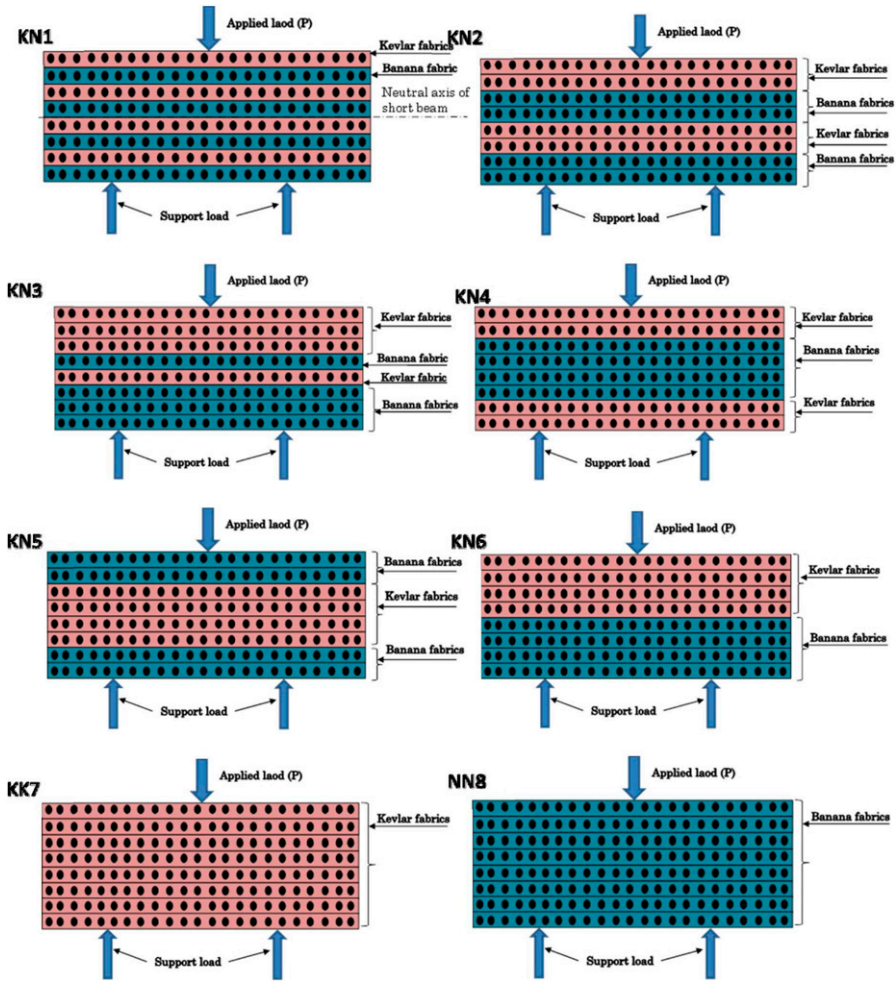 KN1
Applied laod (P)
Kevlar fabrics
Banana fabric
Neutral axis of
short beam
Support load
KN2
Applied laod (P)
Kevlar fabrics
Banana fabrics
Kevlar fabrics
Banana fabrics
Support load
KN3
Applied laod (P)
Kevlar fabrics
Banana fabric
Kevlar fabric
Banana fabrics
Support load
KN4
Applied laod (P)
Kevlar fabrics
Banana fabrics
Kevlar fabrics
Support load
KN5
Applied laod (P)
Banana fabrics
Kevlar fabrics
Banana fabrics
Support load
KN6
Applied laod (P)
Kevlar fabrics
Banana fabrics
Support load
KK7
Applied laod (P)
Kevlar fabrics
Support load
NN8
Applied laod (P)
Banana fabrics
Support load